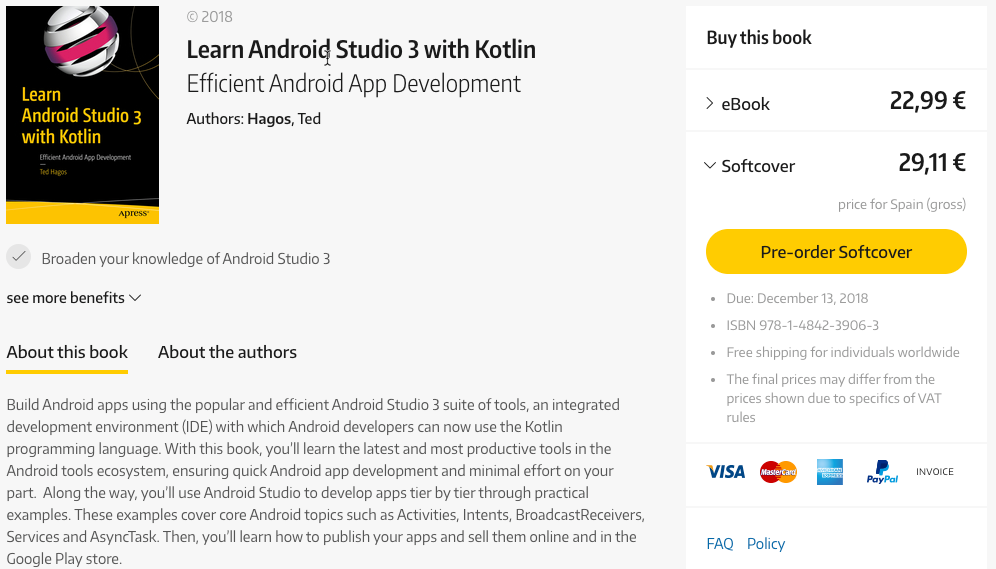 Learn
Android Studio 3
with Kotlin
Efficient Android App Development
Ted Hagos
Apress®
© 2018
Learn Android Studio 3 with Kotlin
Efficient Android App Development
Authors: Hagos, Ted
Broaden your knowledge of Android Studio 3
see more benefits
About this book
About the authors
Build Android apps using the popular and efficient Android Studio 3 suite of tools, an integrated
development environment (IDE) with which Android developers can now use the Kotlin
programming language. With this book, you’ll learn the latest and most productive tools in the
Android tools ecosystem, ensuring quick Android app development and minimal effort on your
part.  Along the way, you’ll use Android Studio to develop apps tier by tier through practical
examples. These examples cover core Android topics such as Activities, Intents, BroadcastReceivers,
Services and AsyncTask. Then, you’ll learn how to publish your apps and sell them online and in the
Google Play store.
Buy this book
eBook 22,99 €
Softcover 29,11 €
price for Spain (gross)
Pre-order Softcover
Due: December 13, 2018
ISBN 978-1-4842-3906-3
Free shipping for individuals worldwide
The final prices may differ from the
prices shown due to specifics of VAT
rules
VISA MasterCard AMERICAN EXPRESS PayPal INVOICE
FAQ Policy